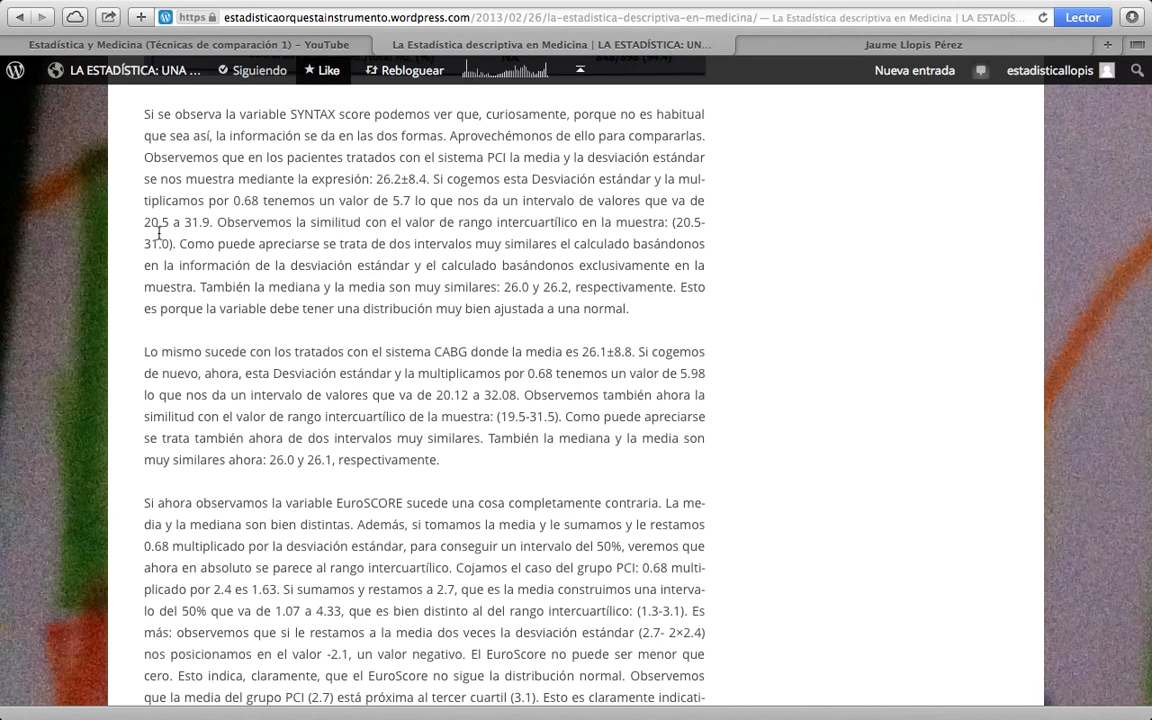 https estadisticaorquestainstrumento.wordpress.com/2013/02/26/la-estadistica-descriptiva-en-medicina/ — La Estadística descriptiva en Medicina | LA ESTADÍS... Lector
Estadística y Medicina (Técnicas de comparación 1) – YouTube La Estadística descriptiva en Medicina | LA ESTADÍSTICA: UN... Jaume Llopis Pérez
LA ESTADÍSTICA: UNA ... Siguiendo Like Rebloguear Nueva entrada estadisticallopis
Si se observa la variable SYNTAX score podemos ver que, curiosamente, porque no es habitual
que sea así, la información se da en las dos formas. Aprovechémonos de ello para compararlas.
Observemos que en los pacientes tratados con el sistema PCI la media y la desviación estándar
se nos muestra mediante la expresión: 26.2±8.4. Si cogemos esta Desviación estándar y la mul-
tiplicamos por 0.68 tenemos un valor de 5.7 lo que nos da un intervalo de valores que va de
20.5 a 31.9. Observemos la similitud con el valor de rango intercuartílico en la muestra: (20.5-
31.0). Como puede apreciarse se trata de dos intervalos muy similares el calculado basándonos
en la información de la desviación estándar y el calculado basándonos exclusivamente en la
muestra. También la mediana y la media son muy similares: 26.0 y 26.2, respectivamente. Esto
es porque la variable debe tener una distribución muy bien ajustada a una normal.
Lo mismo sucede con los tratados con el sistema CABG donde la media es 26.1±8.8. Si cogemos
de nuevo, ahora, esta Desviación estándar y la multiplicamos por 0.68 tenemos un valor de 5.98
lo que nos da un intervalo de valores que va de 20.12 a 32.08. Observemos también ahora la
similitud con el valor de rango intercuartílico de la muestra: (19.5-31.5). Como puede apreciarse
se trata también ahora de dos intervalos muy similares. También la mediana y la media son
muy similares ahora: 26.0 y 26.1, respectivamente.
Si ahora observamos la variable EuroSCORE sucede una cosa completamente contraria. La me-
dia y la mediana son bien distintas. Además, si tomamos la media y le sumamos y le restamos
0.68 multiplicado por la desviación estándar, para conseguir un intervalo del 50%, veremos que
ahora en absoluto se parece al rango intercuartílico. Cojamos el caso del grupo PCI: 0.68 multi-
plicado por 2.4 es 1.63. Si sumamos y restamos a 2.7, que es la media construimos una interva-
lo del 50% que va de 1.07 a 4.33, que es bien distinto al del rango intercuartílico: (1.3-3.1). Es
más: observemos que si le restamos a la media dos veces la desviación estándar (2.7- 2×2.4)
nos posicionamos en el valor -2.1, un valor negativo. El EuroScore no puede ser menor que
cero. Esto indica, claramente, que el EuroScore no sigue la distribución normal. Observemos
que la media del grupo PCI (2.7) está próxima al tercer cuartil (3.1). Esto es claramente indicati-